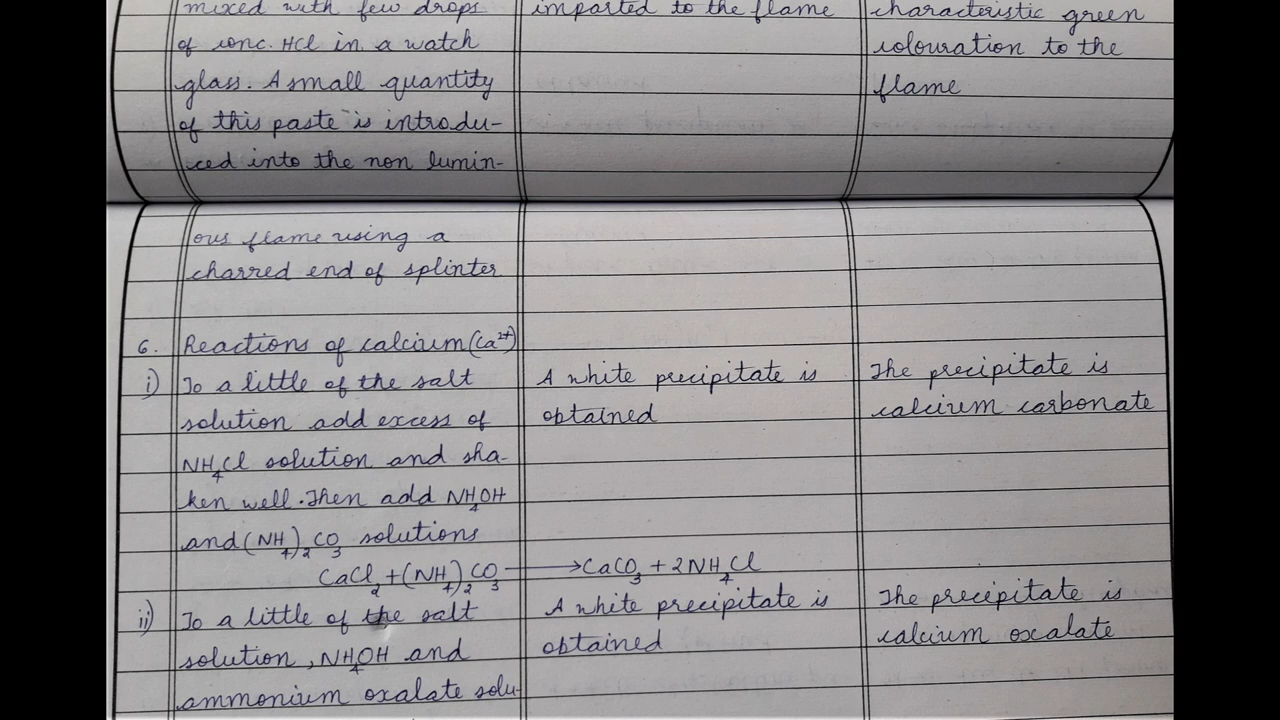 mixed with few drops
imparted to the flame
characteristic green
of conc. HCl in a watch
colouration to the
glass. A small quantity
flame
of this paste is introdu-
ced into the non lumin-
ous flame using a
charred end of splinter
6. Reactions of calcium (Ca²⁺)
i) To a little of the salt
A white precipitate is
The precipitate is
solution add excess of
obtained
calcium carbonate
NH₄Cl solution and sha-
ken well. Then add NH₄OH
and (NH₄)₂CO₃ solutions
CaCl₂ + (NH₄)₂CO₃ ⟶ CaCO₃ + 2NH₄Cl
ii) To a little of the salt
A white precipitate is
The precipitate is
solution, NH₄OH and
obtained
calcium oxalate
ammonium oxalate solu-